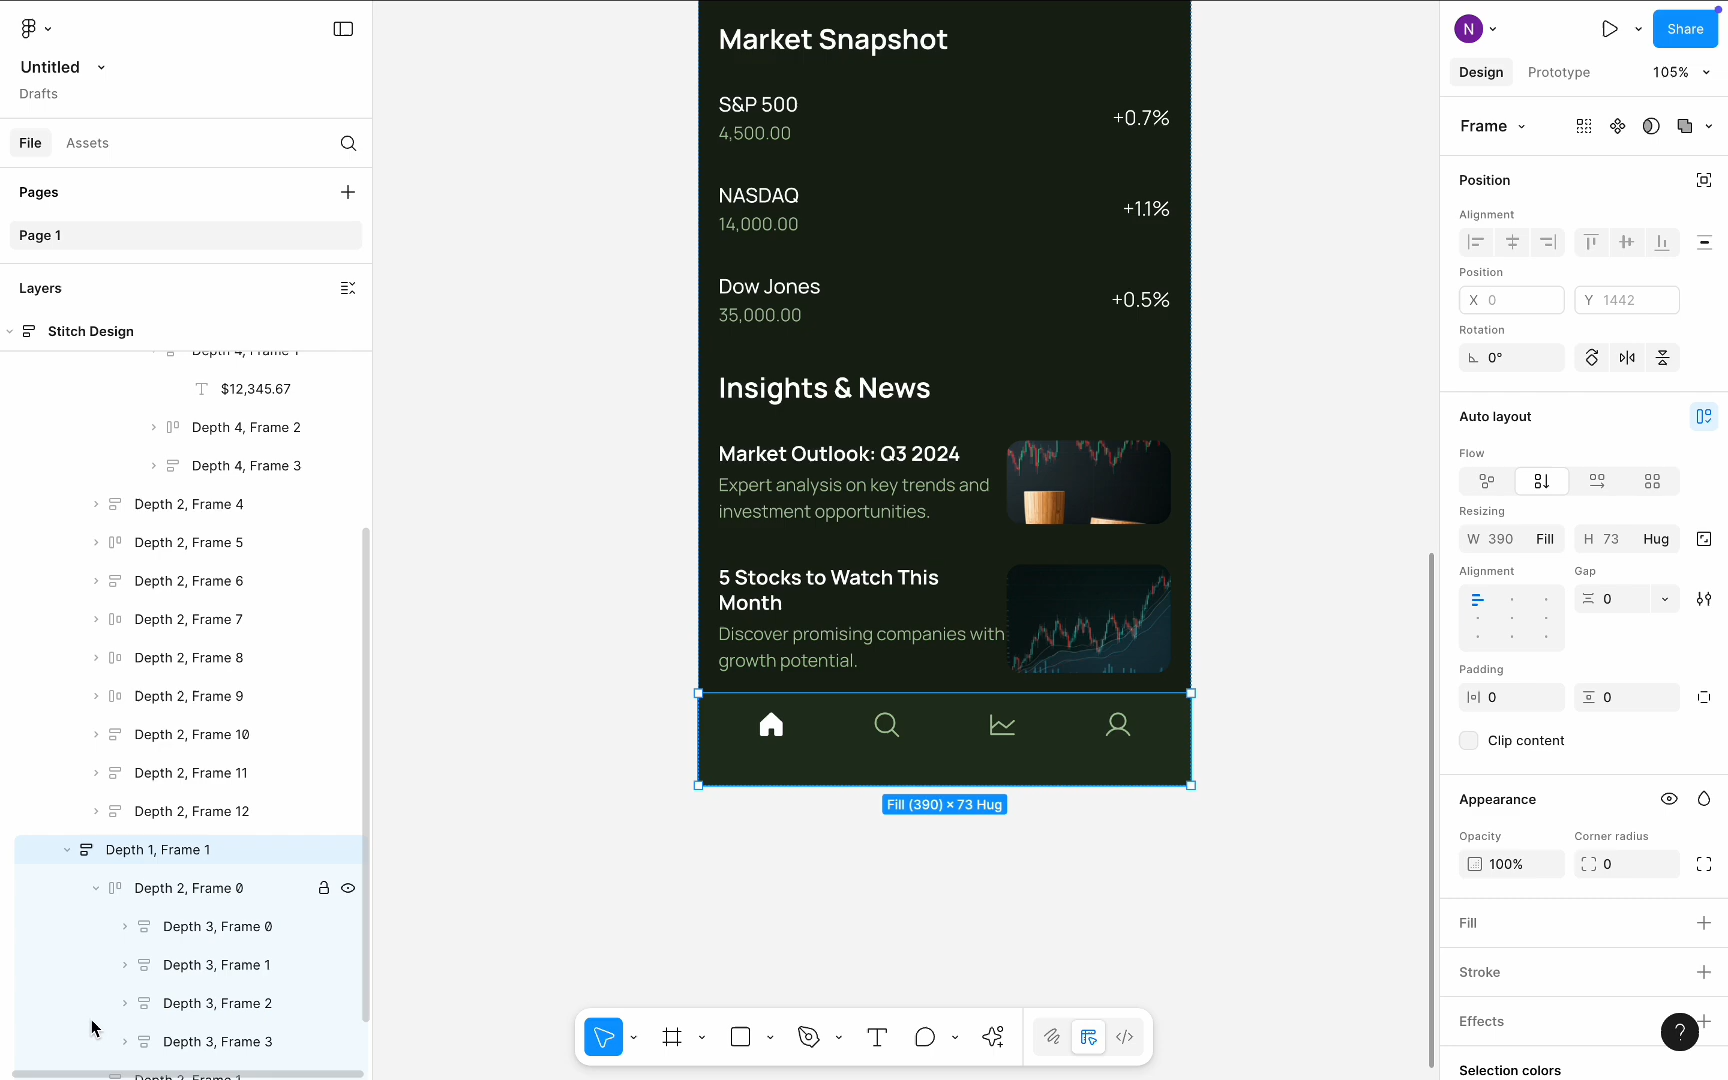 Untitled
Drafts
File
Assets
Pages
Page 1
Layers
Stitch Design
Depth 4, Frame 1
$12,345.67
Depth 4, Frame 2
Depth 4, Frame 3
Depth 2, Frame 4
Depth 2, Frame 5
Depth 2, Frame 6
Depth 2, Frame 7
Depth 2, Frame 8
Depth 2, Frame 9
Depth 2, Frame 10
Depth 2, Frame 11
Depth 2, Frame 12
Depth 1, Frame 1
Depth 2, Frame 0
Depth 3, Frame 0
Depth 3, Frame 1
Depth 3, Frame 2
Depth 3, Frame 3
Depth 2, Frame 1
Market Snapshot
S&P 500
4,500.00
+0.7%
NASDAQ
14,000.00
+1.1%
Dow Jones
35,000.00
+0.5%
Insights & News
Market Outlook: Q3 2024
Expert analysis on key trends and
investment opportunities.
5 Stocks to Watch This
Month
Discover promising companies with
growth potential.
Fill (390) × 73 Hug
N
Share
Design
Prototype
105%
Frame
Position
Alignment
Position
X 0
Y 1442
Rotation
0°
Auto layout
Flow
Resizing
W 390 Fill
H 73 Hug
Alignment
Gap
0
Padding
0
0
Clip content
Appearance
Opacity
Corner radius
100%
0
Fill
Stroke
Effects
?
Selection colors